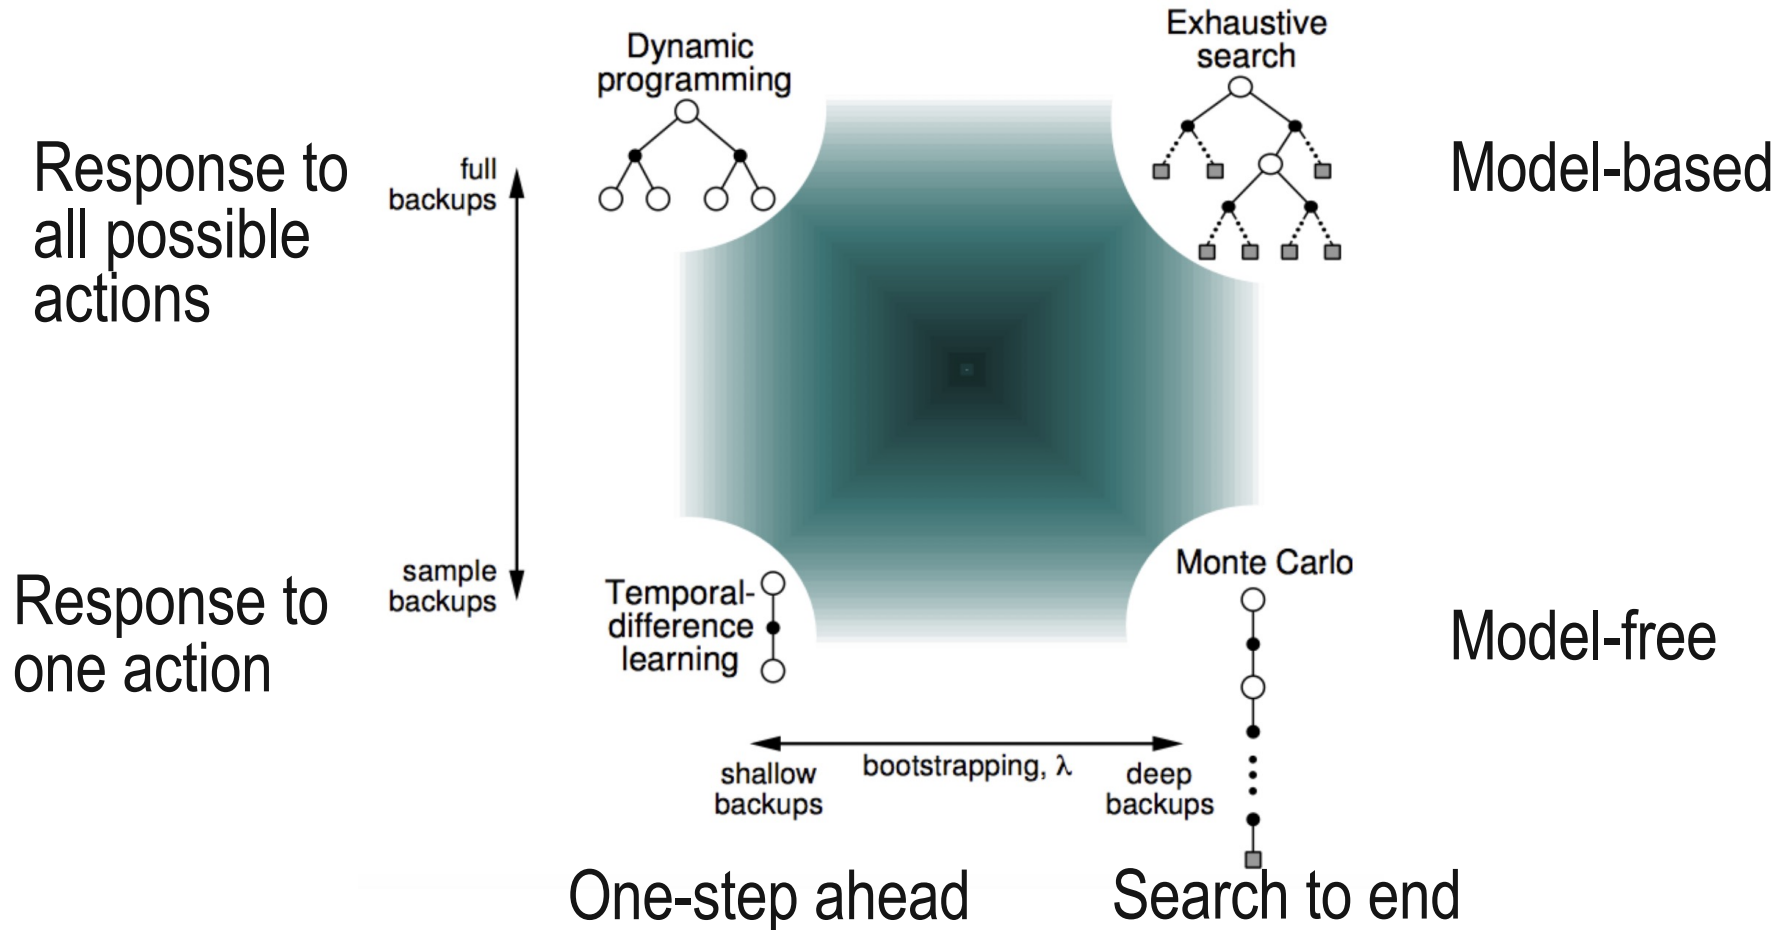 Dynamic
programming
Exhaustive
search
Response to
all possible
actions
full
backups
Model-based
sample
backups
Response to
one action
Temporal-
difference
learning
Monte Carlo
Model-free
shallow
backups
bootstrapping, λ
deep
backups
One-step ahead
Search to end